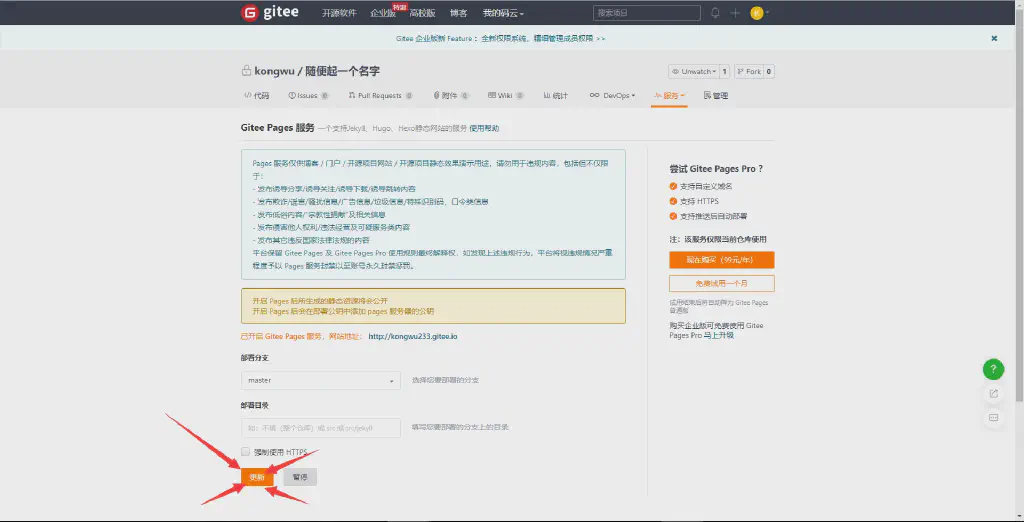 gitee
开源软件 企业版 特惠 高校版 博客 我的码云
搜索项目
Gitee 企业版新 Feature： 全新权限系统，精细管理成员权限 >>
kongwu / 随便起一个名字
Unwatch 1 Fork 0
代码 Issues 0 Pull Requests 0 附件 0 Wiki 0 统计 DevOps 服务 管理
Gitee Pages 服务 一个支持Jekyll、Hugo、Hexo静态网站的服务 使用帮助
Pages 服务仅供博客 / 门户 / 开源项目网站 / 开源项目静态效果演示用途，请勿用于违规内容，包括但不仅限
于：
- 发布诱导分享/诱导关注/诱导下载/诱导跳转内容
- 发布欺诈/谣言/骚扰信息/广告信息/垃圾信息/特殊识别码、口令类信息
- 发布低俗内容/"宗教性捐献"及相关信息
- 发布侵害他人权利/违法经营及可疑服务类内容
- 发布其它违反国家法律法规的内容
平台保留 Gitee Pages 及 Gitee Pages Pro 使用规则最终解释权，如发现上述违规行为，平台将视违规情况严重
程度予以 Pages 服务封禁以至账号永久封禁惩罚。
开启 Pages 后所生成的静态资源将会公开
开启 Pages 后会在部署公钥中添加 pages 服务器的公钥
已开启 Gitee Pages 服务，网站地址： http://kongwu233.gitee.io
部署分支
master
选择您要部署的分支
部署目录
如：不填（整个仓库）或 src 或 src/jekyll
填写您要部署的分支上的目录
强制使用 HTTPS
更新 暂停
尝试 Gitee Pages Pro ？
支持自定义域名
支持 HTTPS
支持推送后自动部署
注：该服务仅限当前仓库使用
现在购买（99元/年）
免费试用一个月
试用结束后将自动降为 Gitee Pages
普通版
购买企业版可免费使用 Gitee
Pages Pro 马上升级
?